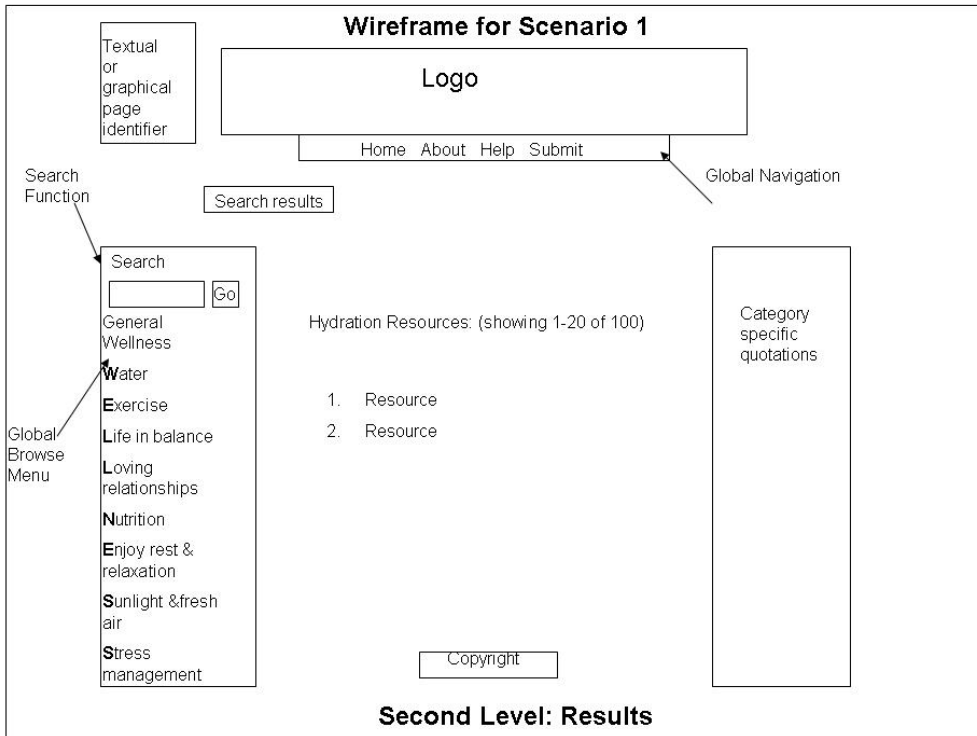 Wireframe for Scenario 1
Textual
or
graphical
page
identifier
Logo
Home About Help Submit
Search
Function
Global Navigation
Search results
Search
Go
General
Wellness
Water
Exercise
Life in balance
Loving
relationships
Nutrition
Enjoy rest &
relaxation
Sunlight &fresh
air
Stress
management
Global
Browse
Menu
Hydration Resources: (showing 1-20 of 100)
1. Resource
2. Resource
Category
specific
quotations
Copyright
Second Level: Results